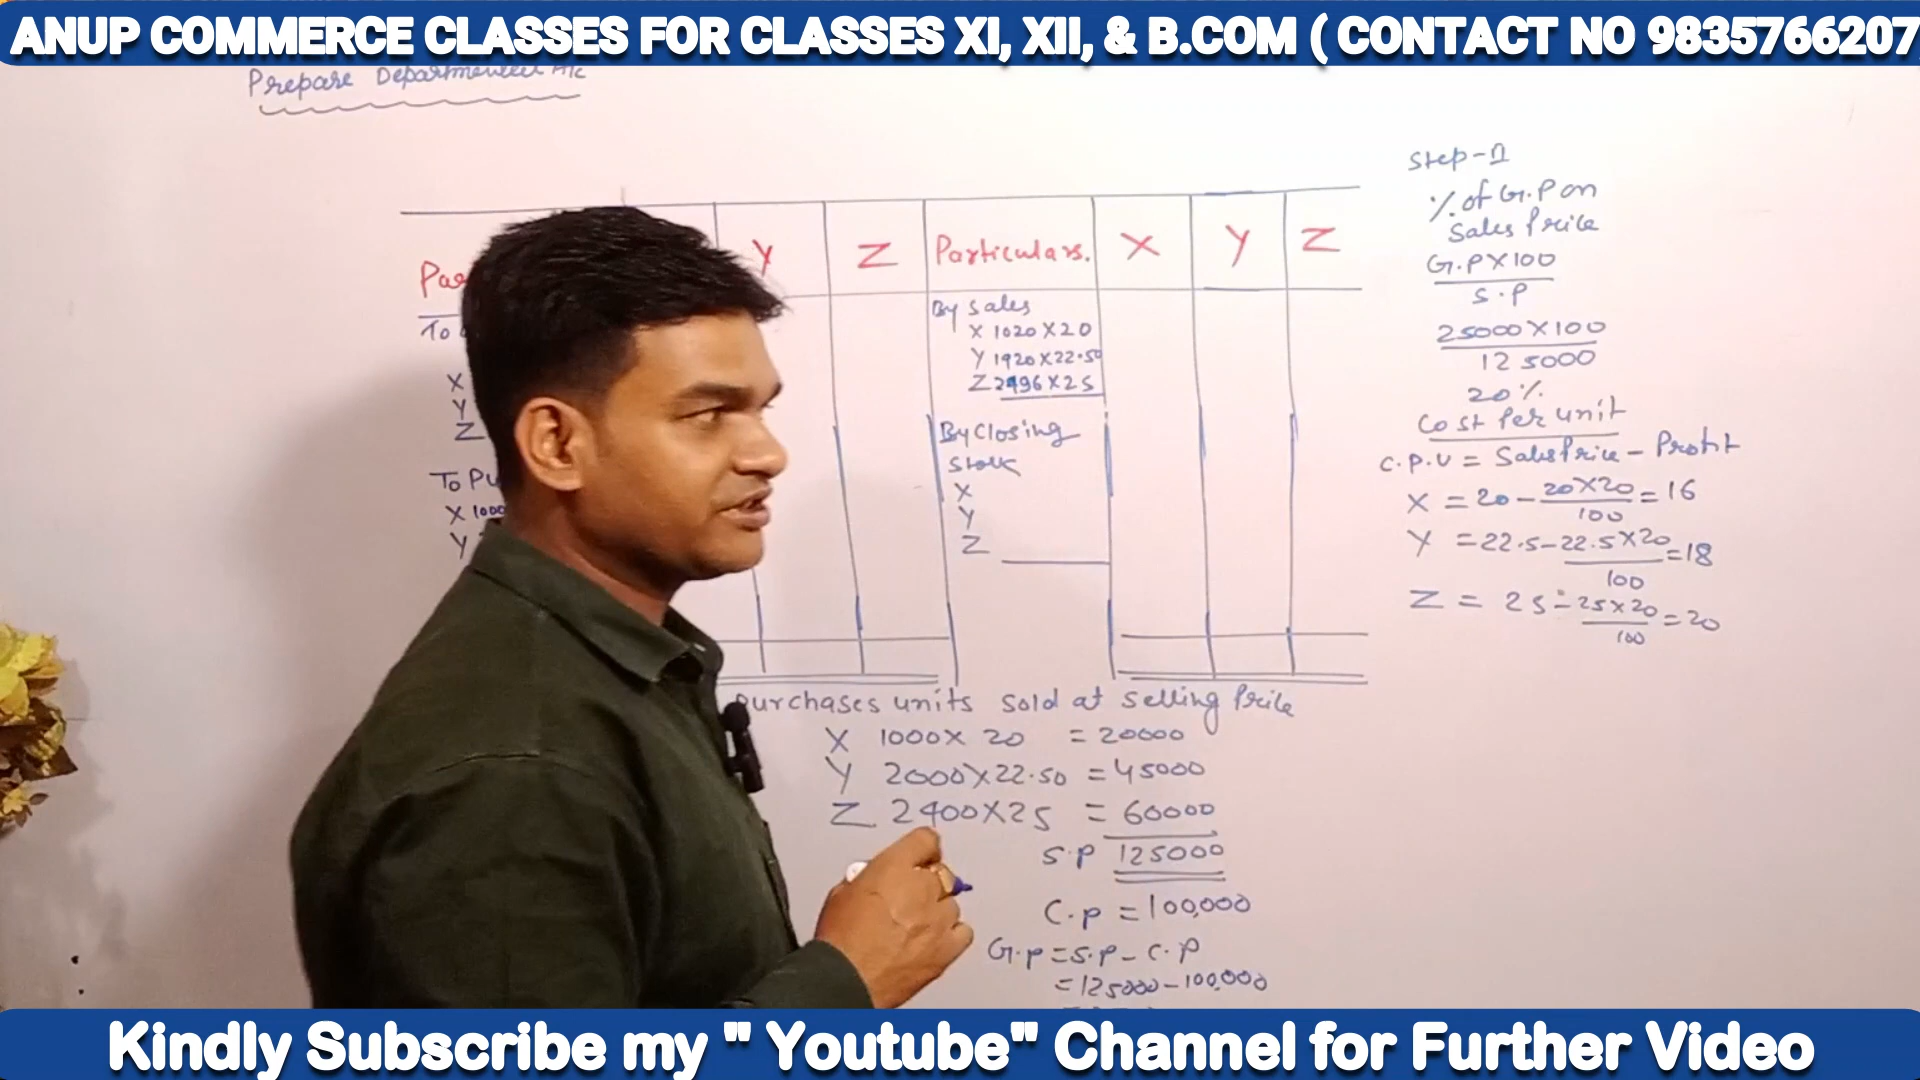 ANUP COMMERCE CLASSES FOR CLASSES XI, XII, & B.COM ( CONTACT NO 9835766207
Prepare Departmental A/c
Y Z Particulars. X Y Z
To
X
Y
Z
To Pu
X 1000
Y
By Sales
X 1020 X 20
Y 1920 X 22.50
Z 2496 X 25
By Closing
Stock
X
Y
Z
Step-II
% of G.P on
Sales Price
G.P X 100
S.P
25000 X 100
125000
20%
Cost Per unit
C.P.U = Sales Price - Profit
X = 20 - 20X20 = 16
100
Y = 22.5 - 22.5X20 = 18
100
Z = 25 - 25X20 = 20
100
Purchases units sold at selling Price
X 1000 X 20 = 20000
Y 2000 X 22.50 = 45000
Z 2400 X 25 = 60000
S.P 125000
C.P = 100,000
G.P = S.P - C.P
= 125000 - 100,000
Kindly Subscribe my " Youtube" Channel for Further Video